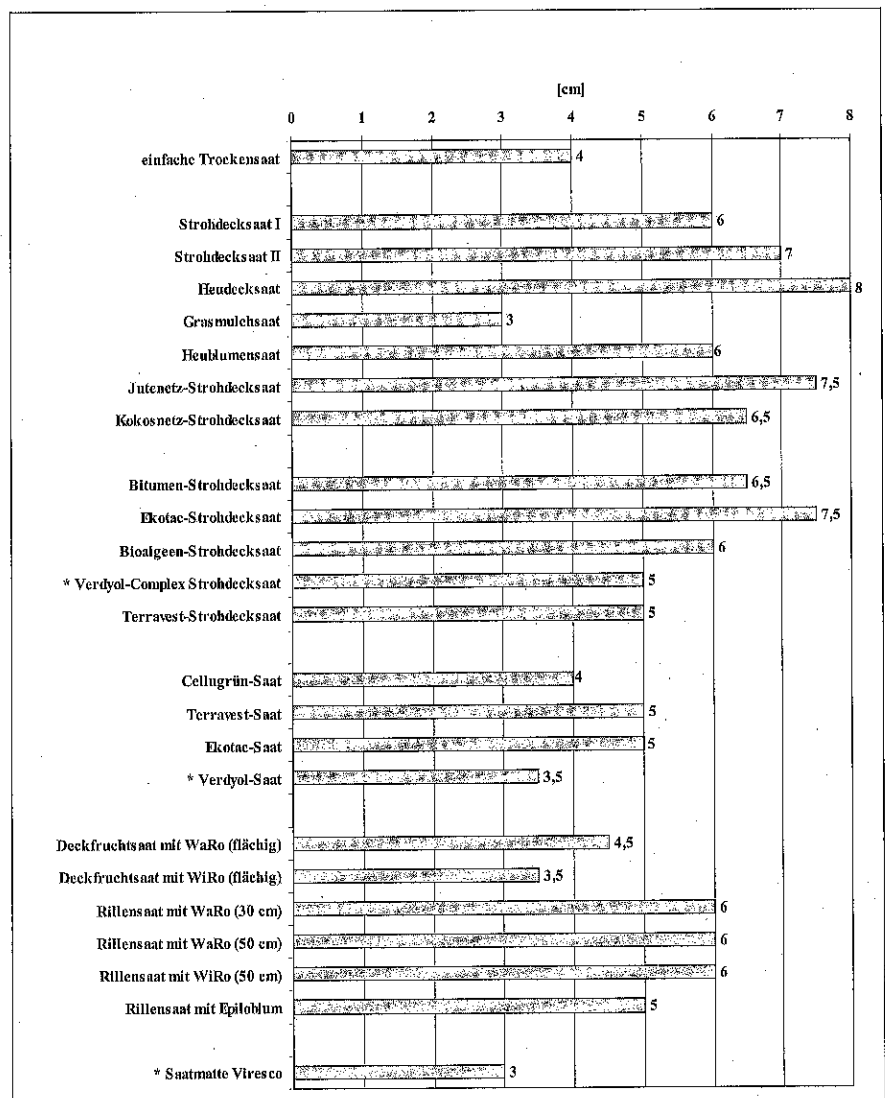 [cm]
0 1 2 3 4 5 6 7 8
einfache Trockensaat 4
Strohdecksaat I 6
Strohdecksaat II 7
Heudecksaat 8
Grasmulchsaat 3
Heublumensaat 6
Jutenetz-Strohdecksaat 7,5
Kokosnetz-Strohdecksaat 6,5
Bitumen-Strohdecksaat 6,5
Ekotac-Strohdecksaat 7,5
Bioalgeen-Strohdecksaat 6
* Verdyol-Complex Strohdecksaat 5
Terravest-Strohdecksaat 5
Cellugrün-Saat 4
Terravest-Saat 5
Ekotac-Saat 5
* Verdyol-Saat 3,5
Deckfruchtsaat mit WaRo (flächig) 4,5
Deckfruchtsaat mit WiRo (flächig) 3,5
Rillensaat mit WaRo (30 cm) 6
Rillensaat mit WaRo (50 cm) 6
Rillensaat mit WiRo (50 cm) 6
Rillensaat mit Epiloblum 5
* Saatmatte Viresco 3